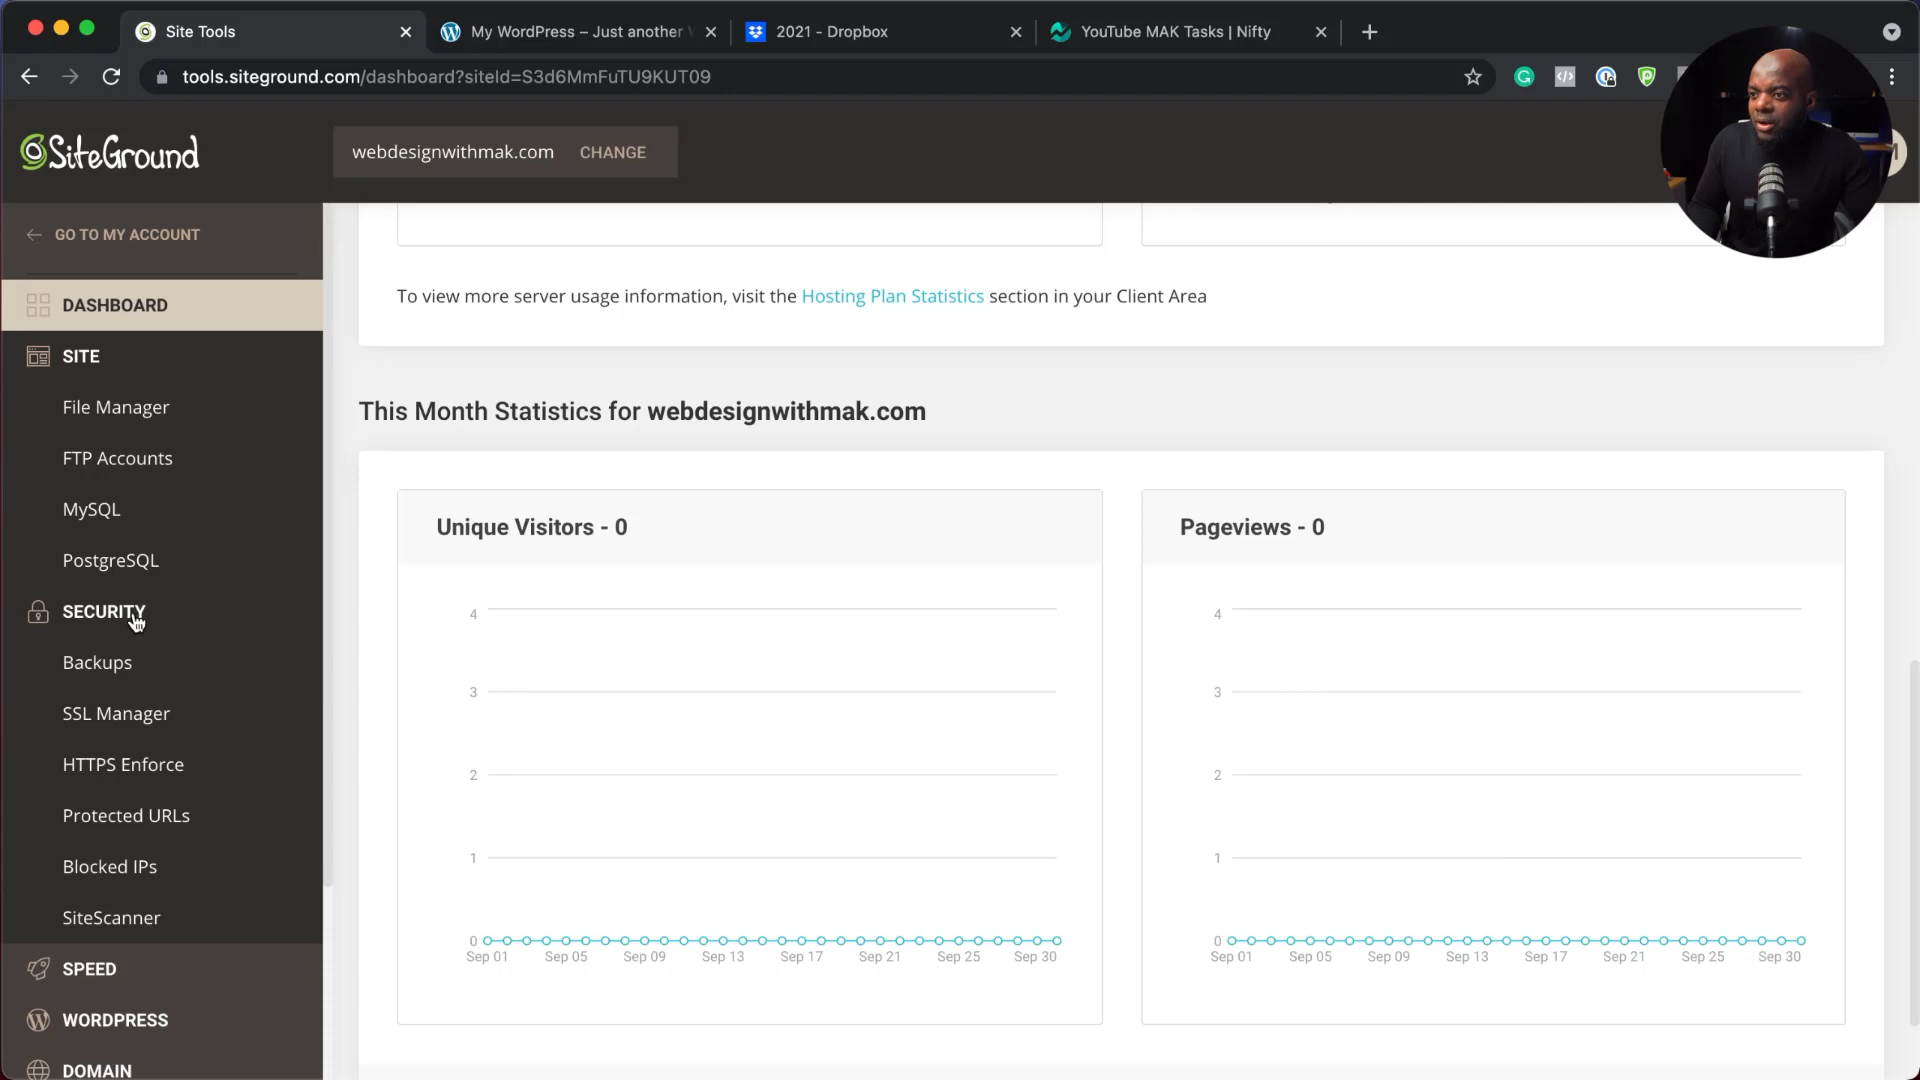 Site Tools
My WordPress – Just another
2021 - Dropbox
YouTube MAK Tasks | Nifty
tools.siteground.com/dashboard?siteId=S3d6MmFuTU9KUT09
SiteGround
webdesignwithmak.com CHANGE
GO TO MY ACCOUNT
DASHBOARD
SITE
File Manager
FTP Accounts
MySQL
PostgreSQL
SECURITY
Backups
SSL Manager
HTTPS Enforce
Protected URLs
Blocked IPs
SiteScanner
SPEED
WORDPRESS
DOMAIN
To view more server usage information, visit the Hosting Plan Statistics section in your Client Area
This Month Statistics for webdesignwithmak.com
Unique Visitors - 0
4
3
2
1
0
Sep 01 Sep 05 Sep 09 Sep 13 Sep 17 Sep 21 Sep 25 Sep 30
Pageviews - 0
4
3
2
1
0
Sep 01 Sep 05 Sep 09 Sep 13 Sep 17 Sep 21 Sep 25 Sep 30